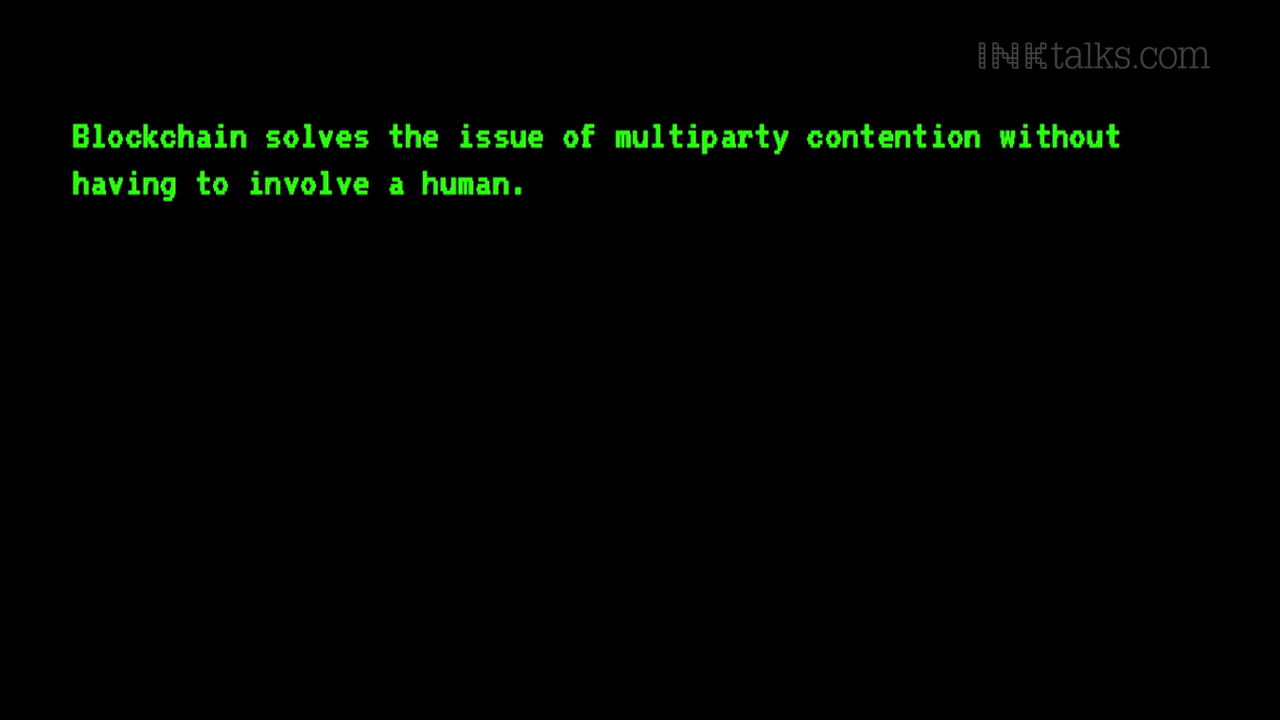 INKtalks.com
Blockchain solves the issue of multiparty contention without
having to involve a human.